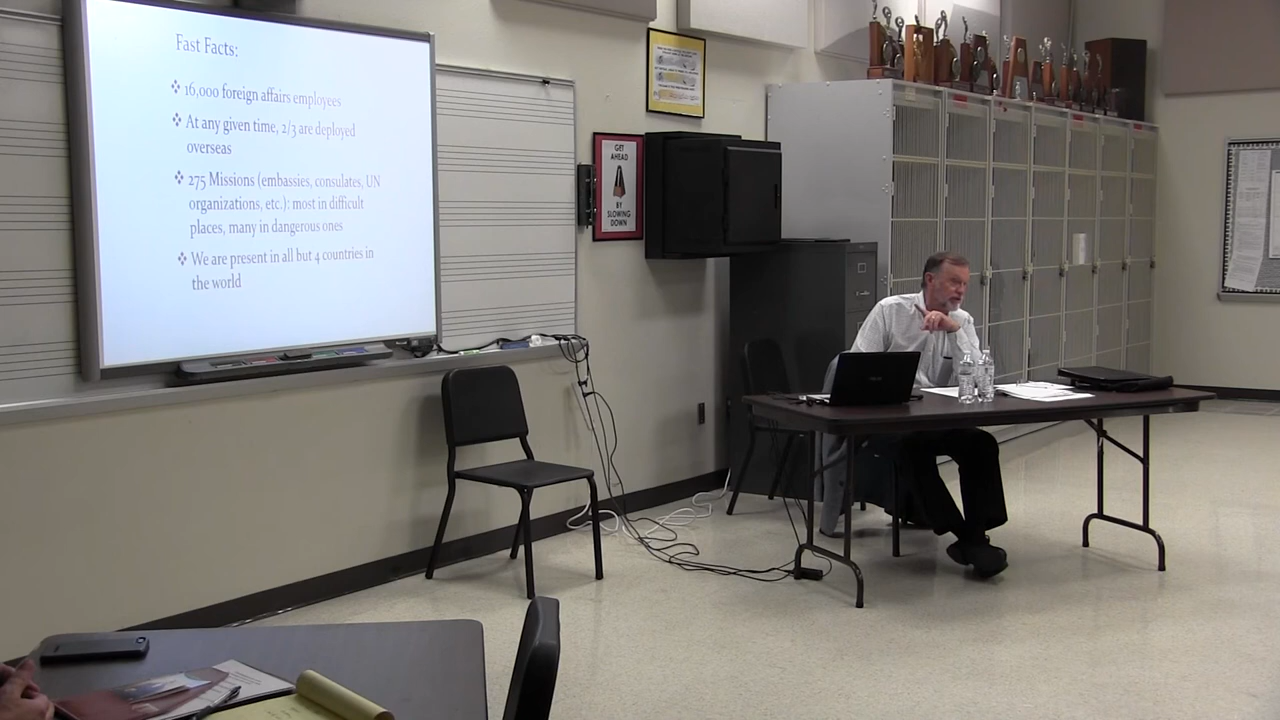 Fast Facts:
❖ 16,000 foreign affairs employees
❖ At any given time, 2/3 are deployed
overseas
❖ 275 Missions (embassies, consulates, UN
organizations, etc.): most in difficult
places, many in dangerous ones
❖ We are present in all but 4 countries in
the world
GET
AHEAD
BY
SLOWING
DOWN